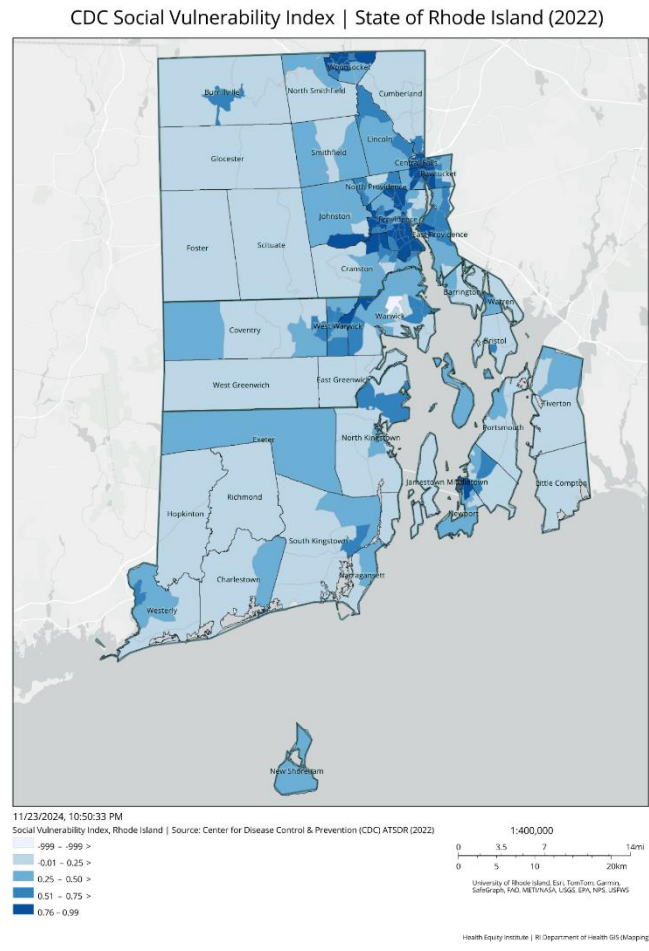 CDC Social Vulnerability Index | State of Rhode Island (2022)
Woonsocket
Burrillville
North Smithfield
Cumberland
Lincoln
Smithfield
Glocester
Central Falls
Pawtucket
North Providence
Johnston
Providence
East Providence
Foster
Scituate
Cranston
Barrington
Warren
Warwick
Coventry
West Warwick
Bristol
West Greenwich
East Greenwich
Tiverton
Portsmouth
Exeter
North Kingstown
Jamestown
Middletown
Little Compton
Richmond
Hopkinton
Newport
South Kingstown
Charlestown
Narragansett
Westerly
New Shoreham
11/23/2024, 10:50:33 PM
Social Vulnerability Index, Rhode Island | Source: Center for Disease Control & Prevention (CDC) ATSDR (2022)
-999 – -999 >
-0.01 – 0.25 >
0.25 – 0.50 >
0.51 – 0.75 >
0.76 – 0.99
1:400,000
0 3.5 7 14mi
0 5 10 20km
University of Rhode Island, Esri, TomTom, Garmin,
SafeGraph, FAO, METI/NASA, USGS, EPA, NPS, USFWS
Health Equity Institute | RI Department of Health GIS (Mapping